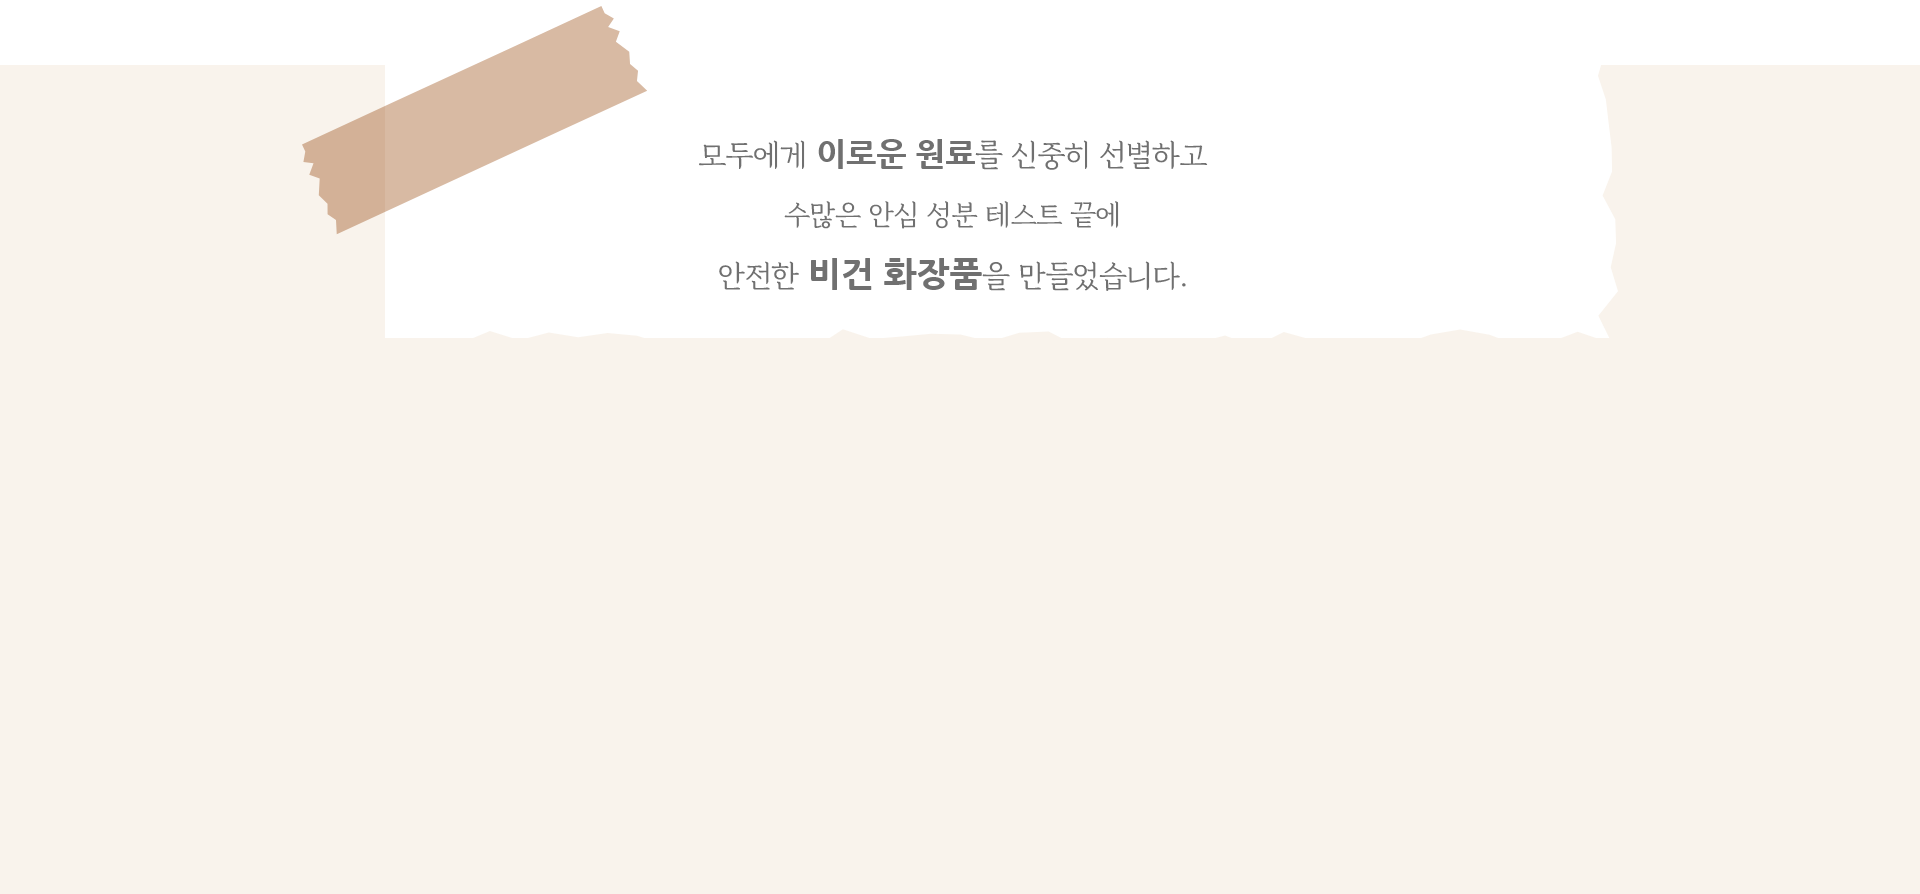 모두에게 이로운 원료를 신중히 선별하고
수많은 안심 성분 테스트 끝에
안전한 비건 화장품을 만들었습니다.